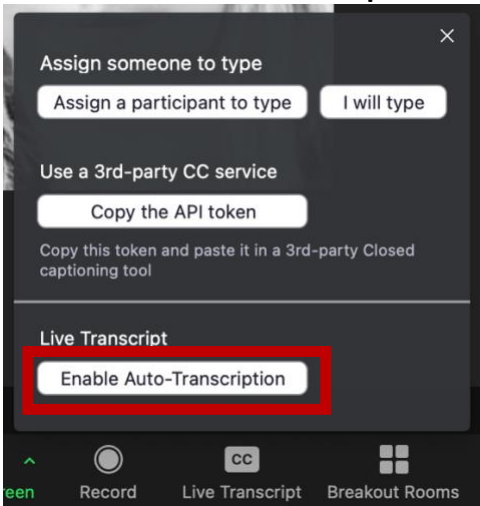 Assign someone to type
Assign a participant to type
I will type
Use a 3rd-party CC service
Copy the API token
Copy this token and paste it in a 3rd-party Closed
captioning tool
Live Transcript
Enable Auto-Transcription
CC
reen
Record
Live Transcript
Breakout Rooms